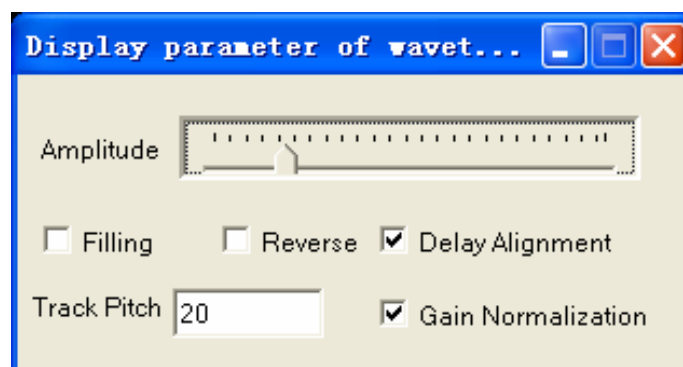 Display parameter of wavet...
Amplitude
Filling Reverse Delay Alignment
Track Pitch 20 Gain Normalization